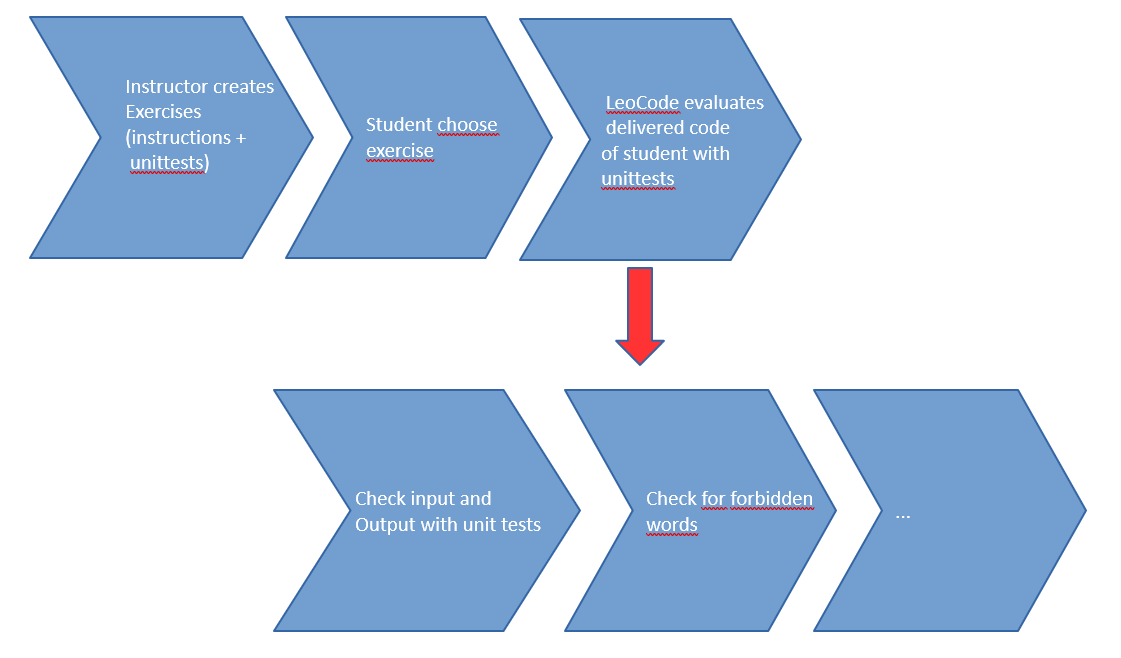 Instructor creates
Exercises
(instructions +
unittests)
Student choose
exercise
LeoCode evaluates
delivered code
of student with
unittests
Check input and
Output with unit tests
Check for forbidden
words
...